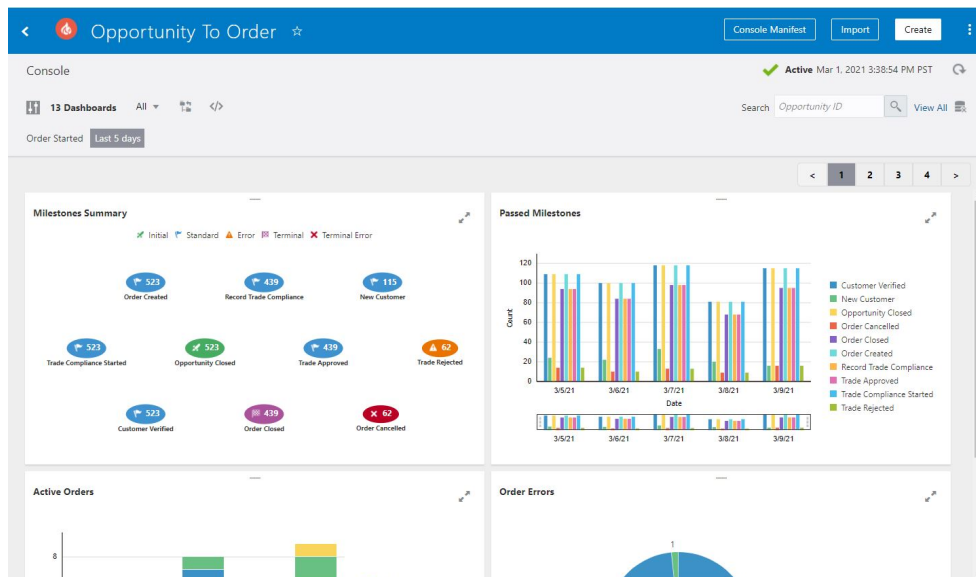 Opportunity To Order
Console Manifest
Import
Create
Console
Active Mar 1, 2021 3:38:54 PM PST
13 Dashboards
All
</>
Search
Opportunity ID
View All
Order Started
Last 5 days
< 1 2 3 4 >
Milestones Summary
Initial Standard Error Terminal Terminal Error
523
Order Created
439
Record Trade Compliance
115
New Customer
523
Trade Compliance Started
523
Opportunity Closed
439
Trade Approved
62
Trade Rejected
523
Customer Verified
439
Order Closed
62
Order Cancelled
Passed Milestones
120
100
80
60
40
20
0
Count
3/5/21 3/6/21 3/7/21 3/8/21 3/9/21
Date
3/5/21 3/6/21 3/7/21 3/8/21 3/9/21
Customer Verified
New Customer
Opportunity Closed
Order Cancelled
Order Closed
Order Created
Record Trade Compliance
Trade Approved
Trade Compliance Started
Trade Rejected
Active Orders
8
Order Errors
1